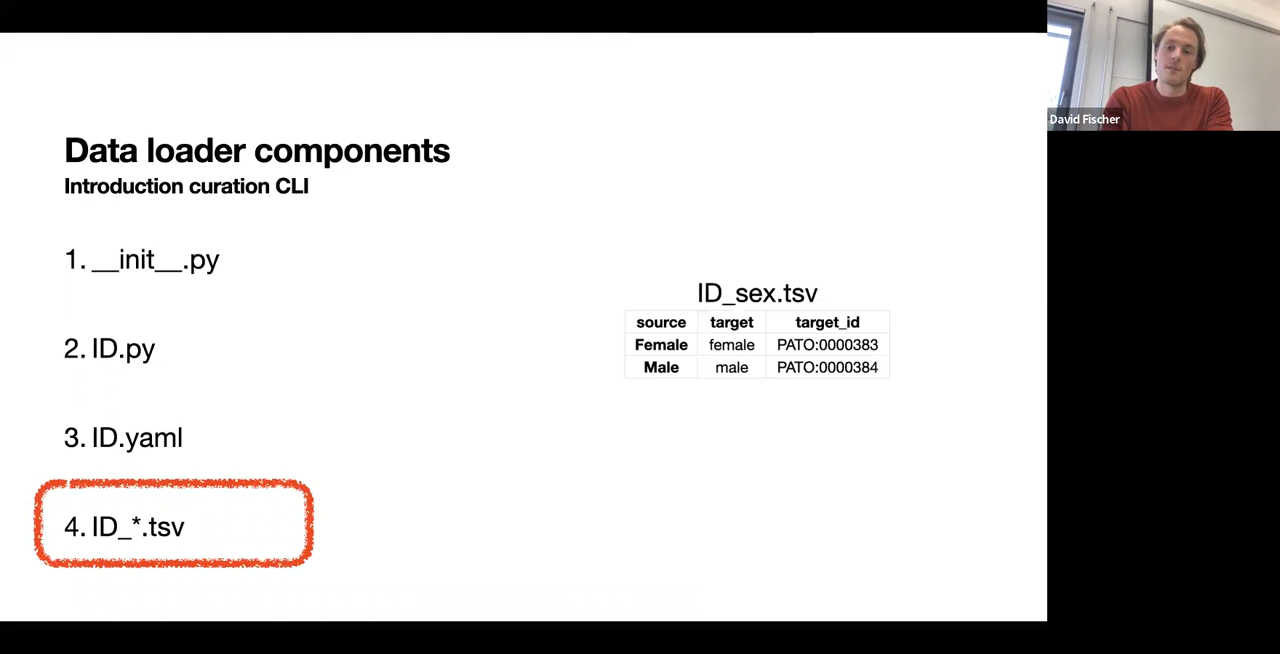 Data loader components
Introduction curation CLI
1. __init__.py
2. ID.py
3. ID.yaml
4. ID_*.tsv
ID_sex.tsv
source target target_id
Female female PATO:0000383
Male male PATO:0000384
David Fischer